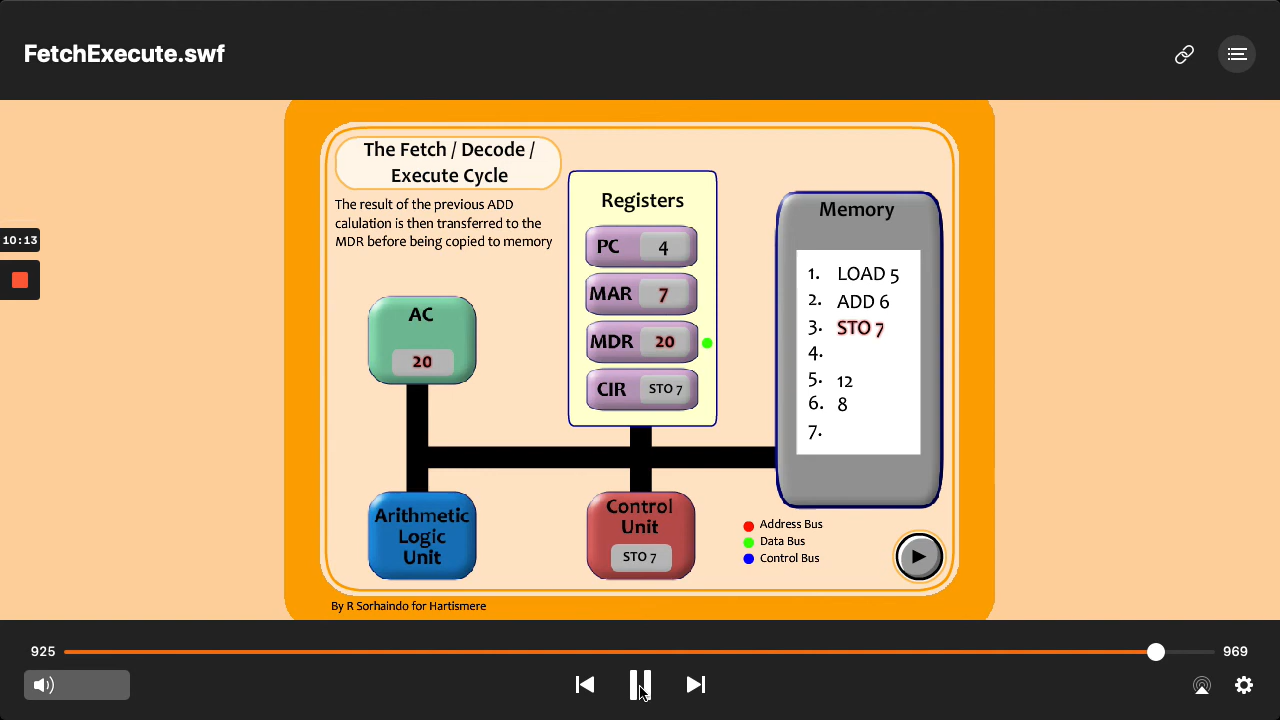 FetchExecute.swf
The Fetch / Decode /
Execute Cycle
The result of the previous ADD
calulation is then transferred to the
MDR before being copied to memory
10:13
Registers
PC 4
MAR 7
MDR 20
CIR STO 7
Memory
1. LOAD 5
2. ADD 6
3. STO 7
4.
5. 12
6. 8
7.
AC
20
Arithmetic
Logic
Unit
Control
Unit
STO 7
Address Bus
Data Bus
Control Bus
By R Sorhaindo for Hartismere
925
969